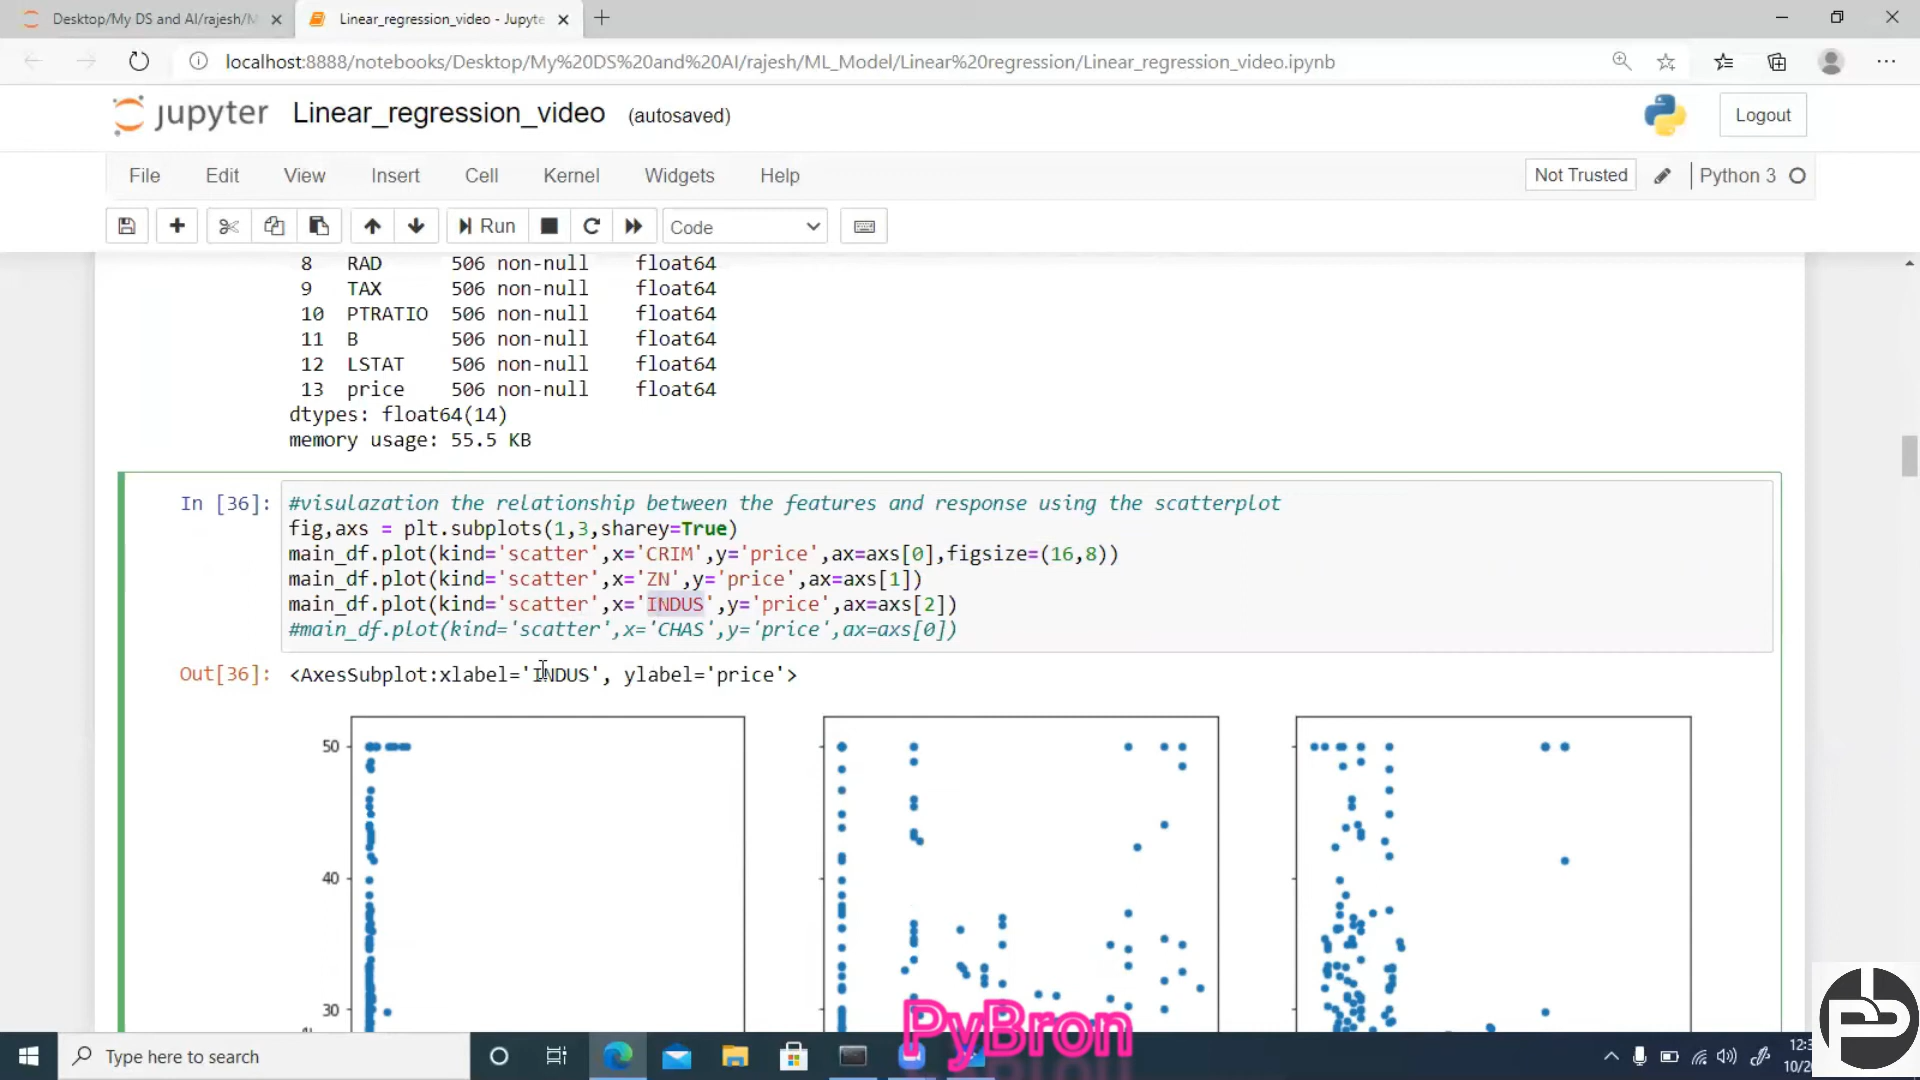 Desktop/My DS and AI/rajesh/M
Linear_regression_video - Jupyte
localhost:8888/notebooks/Desktop/My%20DS%20and%20AI/rajesh/ML_Model/Linear%20regression/Linear_regression_video.ipynb
jupyter Linear_regression_video (autosaved)
Logout
File Edit View Insert Cell Kernel Widgets Help
Not Trusted Python 3
Run Code
8 RAD 506 non-null float64
9 TAX 506 non-null float64
10 PTRATIO 506 non-null float64
11 B 506 non-null float64
12 LSTAT 506 non-null float64
13 price 506 non-null float64
dtypes: float64(14)
memory usage: 55.5 KB
In [36]: #visulazation the relationship between the features and response using the scatterplot
fig,axs = plt.subplots(1,3,sharey=True)
main_df.plot(kind='scatter',x='CRIM',y='price',ax=axs[0],figsize=(16,8))
main_df.plot(kind='scatter',x='ZN',y='price',ax=axs[1])
main_df.plot(kind='scatter',x='INDUS',y='price',ax=axs[2])
#main_df.plot(kind='scatter',x='CHAS',y='price',ax=axs[0])
Out[36]: <AxesSubplot:xlabel='INDUS', ylabel='price'>
50
40
30
PyBron
Type here to search